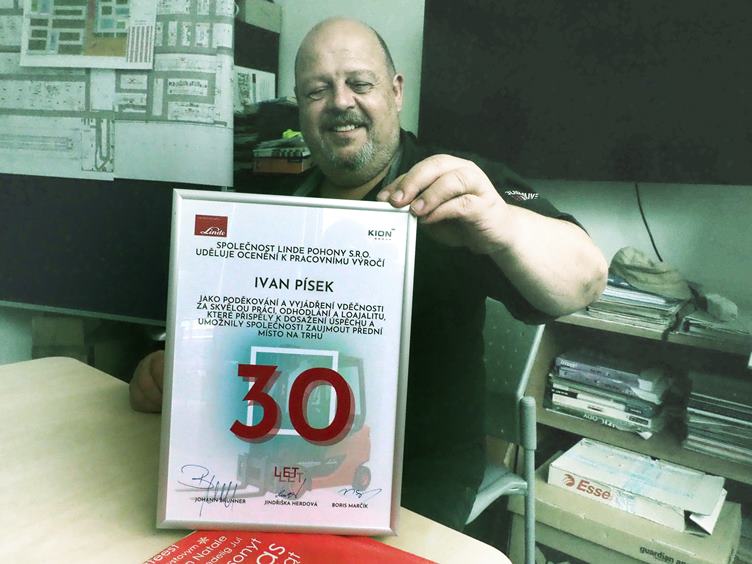 Linde
KION
GROUP
SPOLEČNOST LINDE POHONY S.R.O.
UDĚLUJE OCENĚNÍ K PRACOVNÍMU VÝROČÍ
IVAN PÍSEK
JAKO PODĚKOVÁNÍ A VYJÁDŘENÍ VDĚČNOSTI
ZA SKVĚLOU PRÁCI, ODHODLÁNÍ A LOAJALITU,
KTERÉ PŘISPĚLY K DOSAŽENÍ ÚSPĚCHU A
UMOŽNILY SPOLEČNOSTI ZAUJMOUT PŘEDNÍ
MÍSTO NA TRHU
30
LET
JOHANN BRUNNER
JINDŘIŠKA HERDOVÁ
BORIS MARČÍK
Esse
guardian
Natale